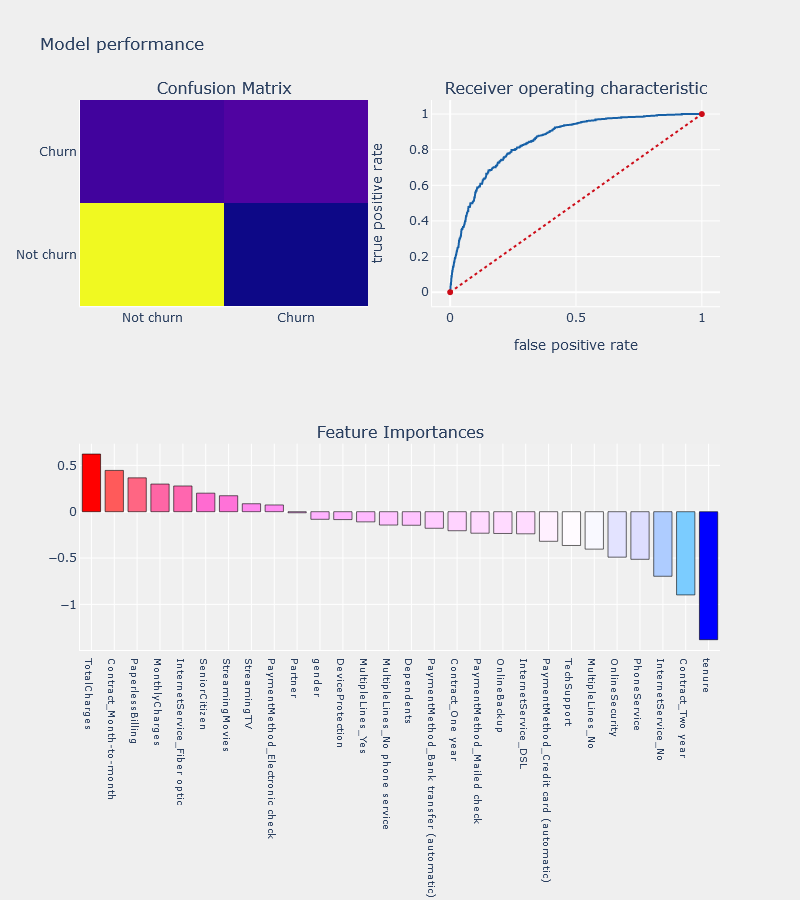 Model performance
Confusion Matrix
Churn
Not churn
Not churn
Churn
Receiver operating characteristic
true positive rate
1
0.8
0.6
0.4
0.2
0
0
0.5
1
false positive rate
Feature Importances
0.5
0
−0.5
−1
TotalCharges
Contract_Month-to-month
PaperlessBilling
MonthlyCharges
InternetService_Fiber optic
SeniorCitizen
StreamingMovies
StreamingTV
PaymentMethod_Electronic check
Partner
gender
DeviceProtection
MultipleLines_Yes
MultipleLines_No phone service
Dependents
PaymentMethod_Bank transfer (automatic)
Contract_One year
PaymentMethod_Mailed check
OnlineBackup
InternetService_DSL
PaymentMethod_Credit card (automatic)
TechSupport
MultipleLines_No
OnlineSecurity
PhoneService
InternetService_No
Contract_Two year
tenure